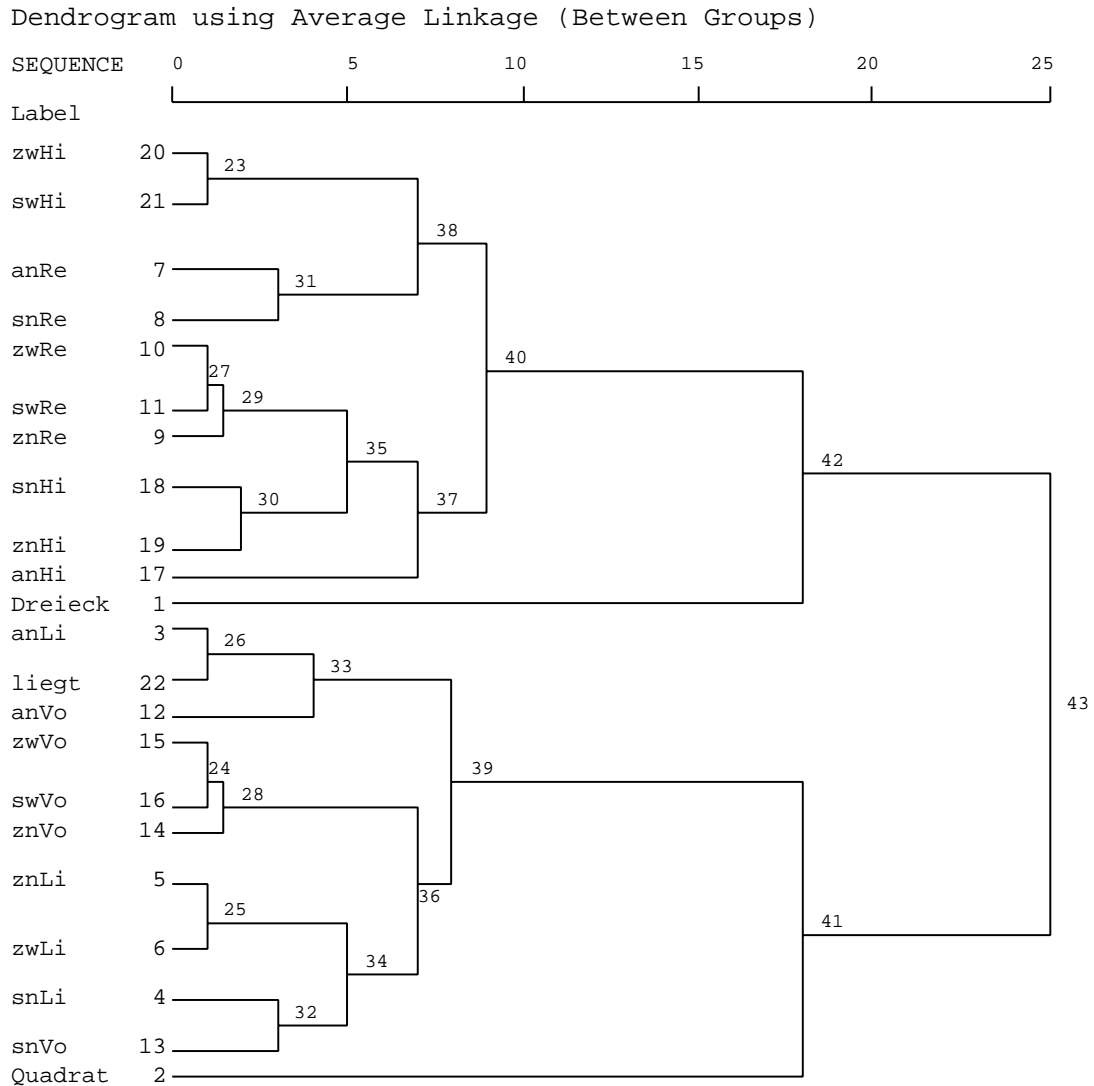 Dendrogram using Average Linkage (Between Groups)
SEQUENCE 0 5 10 15 20 25
Label
zwHi 20
23
swHi 21
38
anRe 7
31
snRe 8
zwRe 10
40
27
29
swRe 11
znRe 9
35
42
snHi 18
30
37
znHi 19
anHi 17
Dreieck 1
anLi 3
26
33
liegt 22
43
anVo 12
zwVo 15
24
39
28
swVo 16
znVo 14
znLi 5
36
25
41
zwLi 6
34
snLi 4
32
snVo 13
Quadrat 2